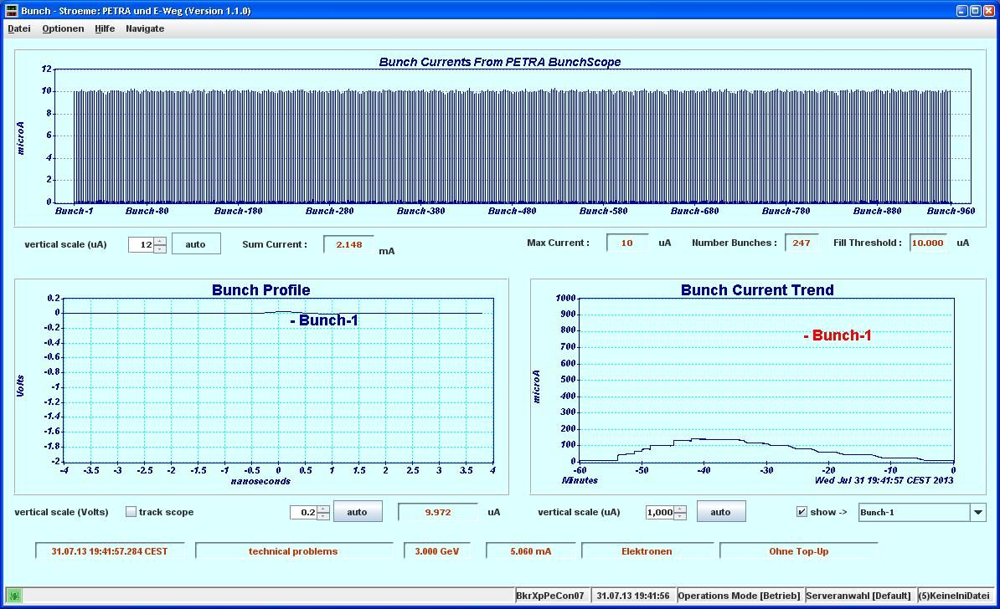 Bunch - Stroeme: PETRA und E-Weg (Version 1.1.0)
Datei Optionen Hilfe Navigate
Bunch Currents From PETRA BunchScope
microA
12
10
8
6
4
2
0
Bunch-1 Bunch-80 Bunch-180 Bunch-280 Bunch-380 Bunch-480 Bunch-580 Bunch-680 Bunch-780 Bunch-880 Bunch-960
vertical scale (uA) 12 auto Sum Current : 2.148 mA Max Current : 10 uA Number Bunches : 247 Fill Threshold : 10.000 uA
Bunch Profile
Volts
0.2
0
-0.2
-0.4
-0.6
-0.8
-1
-1.2
-1.4
-1.6
-1.8
-2
- Bunch-1
-4 -3.5 -3 -2.5 -2 -1.5 -1 -0.5 0 0.5 1 1.5 2 2.5 3 3.5 4
nanoseconds
Bunch Current Trend
microA
1000
900
800
700
600
500
400
300
200
100
0
- Bunch-1
-60 -50 -40 -30 -20 -10 0
Minutes Wed Jul 31 19:41:57 CEST 2013
vertical scale (Volts) track scope 0.2 auto 9.972 uA vertical scale (uA) 1,000 auto show -> Bunch-1
31.07.13 19:41:57.284 CEST technical problems 3.000 GeV 5.060 mA Elektronen Ohne Top-Up
BkrXpPeCon07 31.07.13 19:41:56 Operations Mode [Betrieb] Serveranwahl [Default] (5)KeineIniDatei